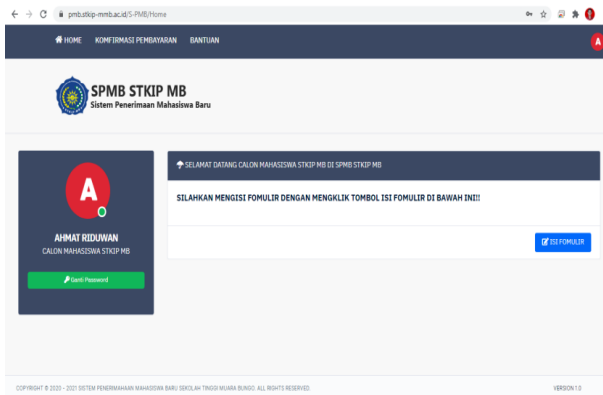 pmb.stkip-mmb.ac.id/S-PMB/Home
HOME KOMFIRMASI PEMBAYARAN BANTUAN
A
SPMB STKIP MB
Sistem Penerimaan Mahasiswa Baru
A
AHMAT RIDUWAN
CALON MAHASISWA STKIP MB
Ganti Password
SELAMAT DATANG CALON MAHASISWA STKIP MB DI SPMB STKIP MB
SILAHKAN MENGISI FOMULIR DENGAN MENGKLIK TOMBOL ISI FOMULIR DI BAWAH INI!!
ISI FOMULIR
COPYRIGHT © 2020 - 2021 SISTEM PENERIMAHAAN MAHASISWA BARU SEKOLAH TINGGI MUARA BUNGO. ALL RIGHTS RESERVED. VERSION 1.0